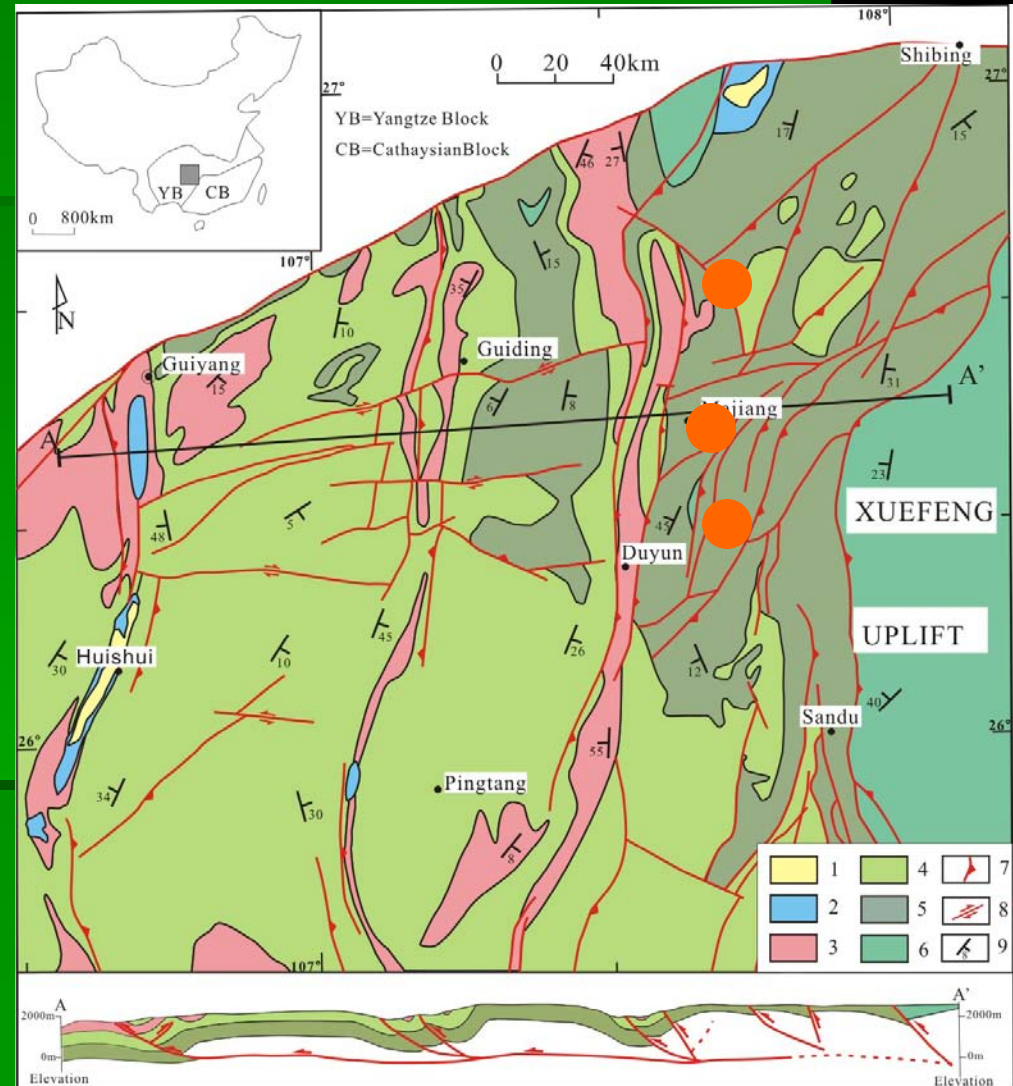 108°
Shibing
0 20 40km
27°
27°
YB=Yangtze Block
CB=CathaysianBlock
YB CB
0 800km
17
15
46
27
107°
15
35
N
10
Guiyang
Guiding
15
6
8
31
A'
A
23
XUEFENG
48
5
45
Duyun
UPLIFT
45
30
Huishui
10
26
12
40
Sandu
26°
26°
55
34
Pingtang
30
8
1 4 7
2 5 8
3 6 8 9
107°
A A'
2000m 2000m
0m 0m
Elevation Elevation